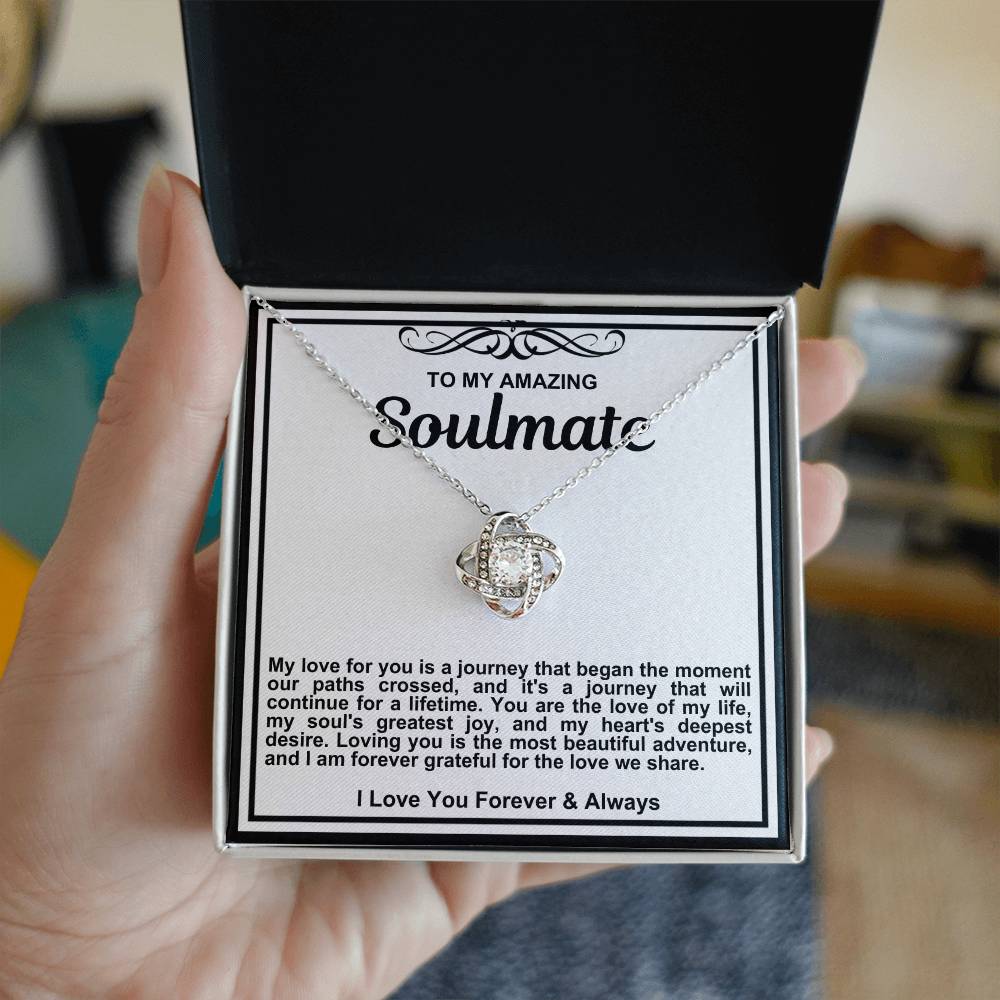 TO MY AMAZING
Soulmate
My love for you is a journey that began the moment
our paths crossed, and it's a journey that will
continue for a lifetime. You are the love of my life,
my soul's greatest joy, and my heart's deepest
desire. Loving you is the most beautiful adventure,
and I am forever grateful for the love we share.
I Love You Forever & Always